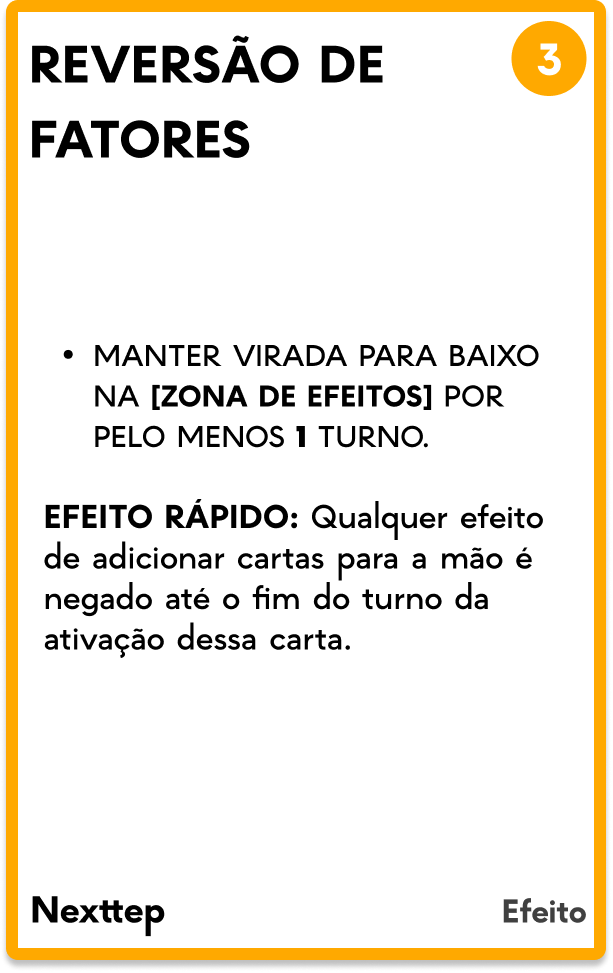 REVERSÃO DE
3
FATORES
• MANTER VIRADA PARA BAIXO
NA [ZONA DE EFEITOS] POR
PELO MENOS 1 TURNO.
EFEITO RÁPIDO: Qualquer efeito
de adicionar cartas para a mão é
negado até o fim do turno da
ativação dessa carta.
Nexttep
Efeito